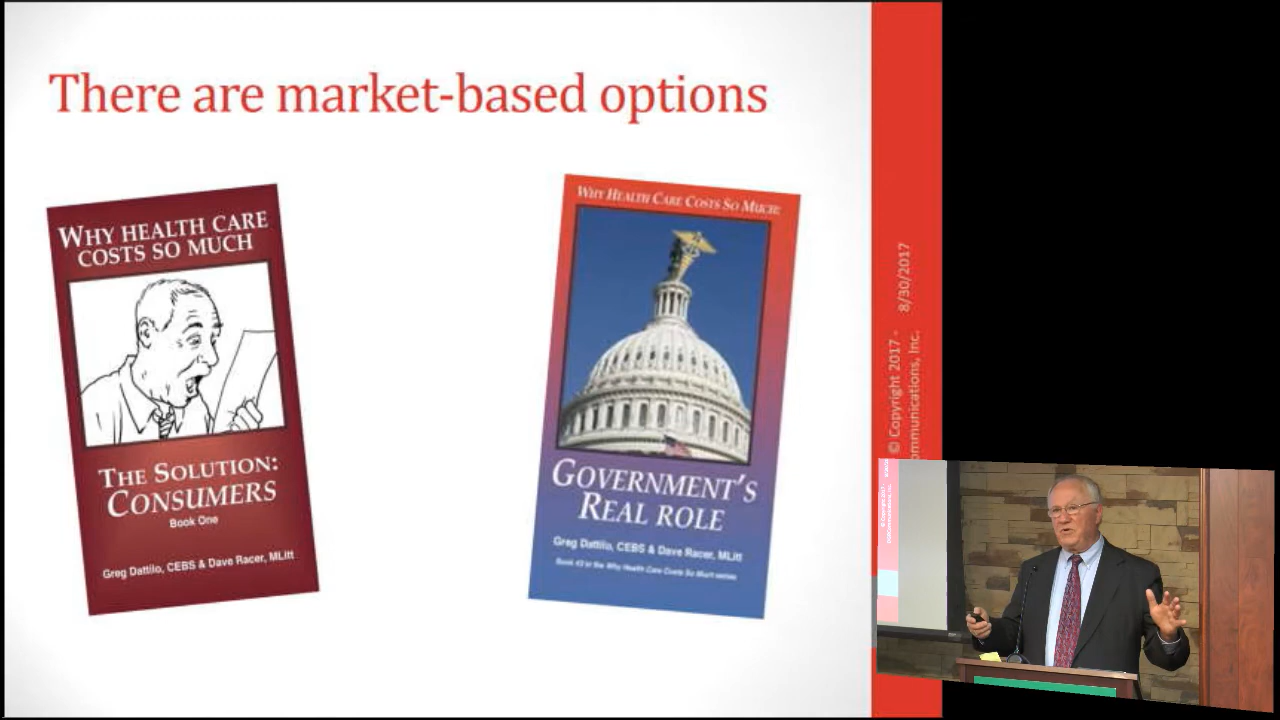 There are market-based options
WHY HEALTH CARE
COSTS SO MUCH
THE SOLUTION:
CONSUMERS
Book One
Greg Dattilo, CEBS & Dave Racer, MLitt
WHY HEALTH CARE COSTS SO MUCH:
GOVERNMENT'S
REAL ROLE
Greg Dattilo, CEBS & Dave Racer, MLitt
Book #3 in the Why Health Care Costs So Much series
© Copyright 2017 -
ommunications, Inc.
8/30/2017